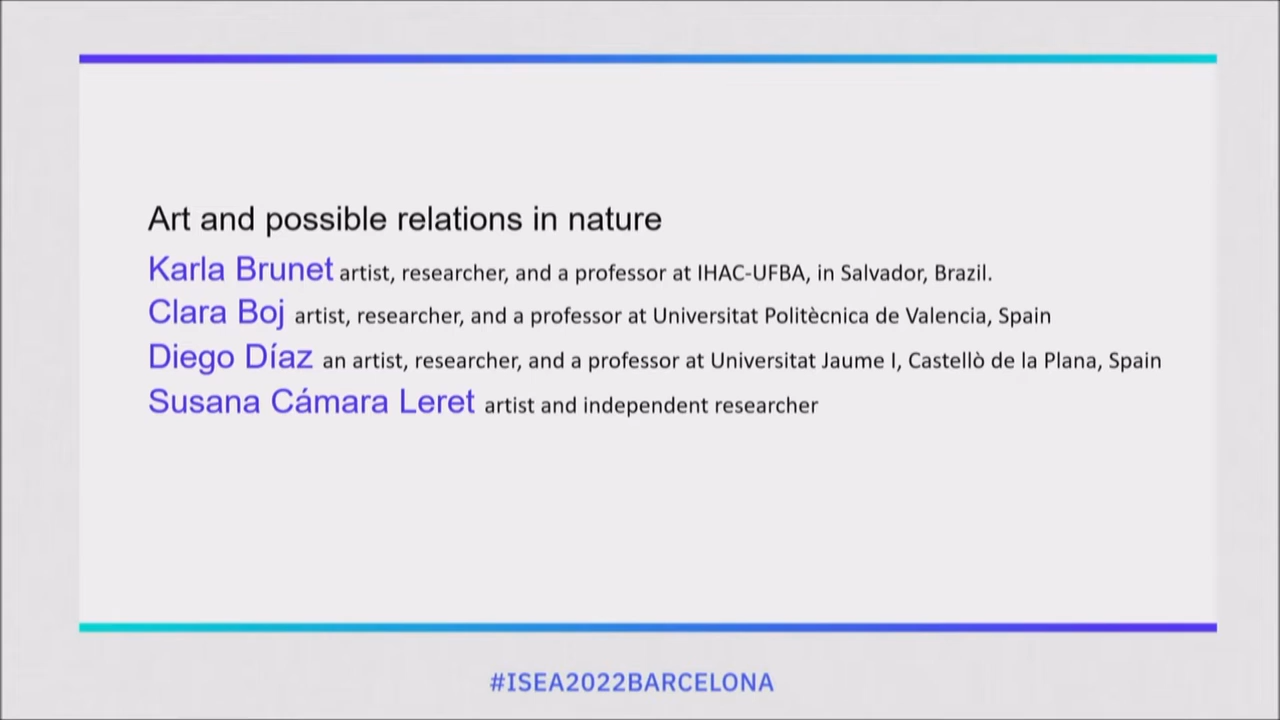 Art and possible relations in nature
Karla Brunet artist, researcher, and a professor at IHAC-UFBA, in Salvador, Brazil.
Clara Boj artist, researcher, and a professor at Universitat Politècnica de Valencia, Spain
Diego Díaz an artist, researcher, and a professor at Universitat Jaume I, Castellò de la Plana, Spain
Susana Cámara Leret artist and independent researcher
#ISEA2022BARCELONA